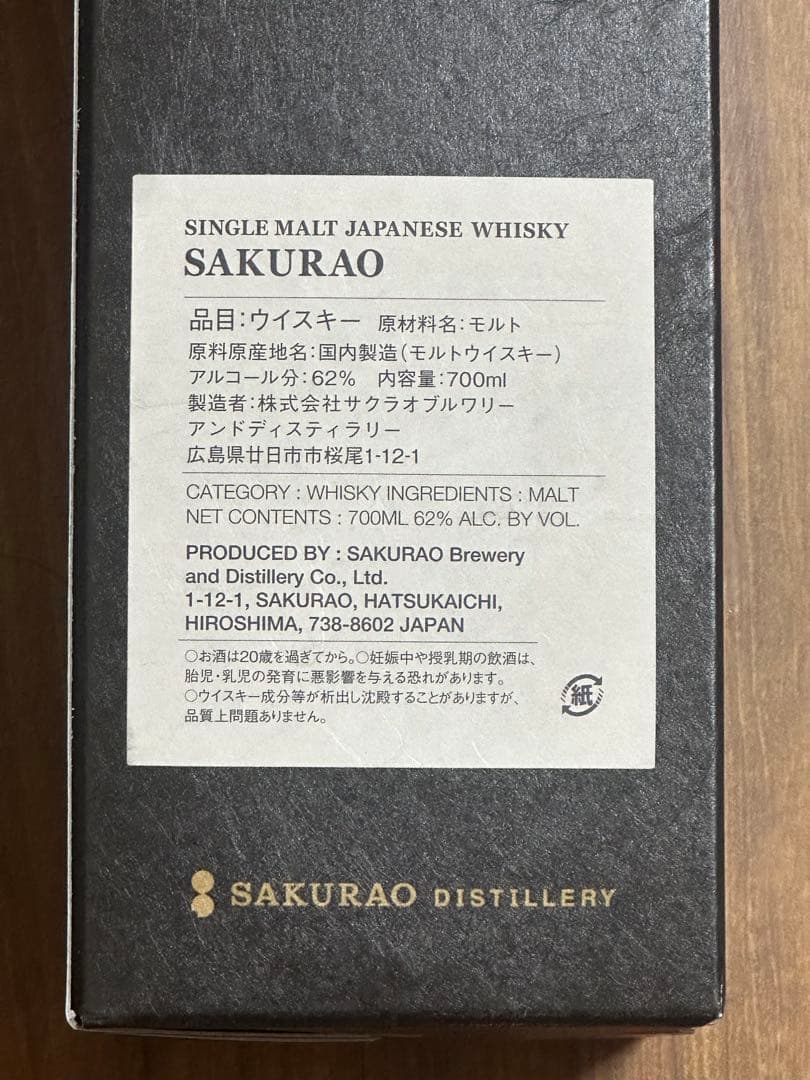 SINGLE MALT JAPANESE WHISKY
SAKURAO
品目:ウイスキー 原材料名:モルト
原料原産地名:国内製造(モルトウイスキー)
アルコール分:62% 内容量:700ml
製造者:株式会社サクラオブルワリー
アンドディスティラリー
広島県廿日市市桜尾1-12-1
CATEGORY : WHISKY INGREDIENTS : MALT
NET CONTENTS : 700ML 62% ALC. BY VOL.
PRODUCED BY : SAKURAO Brewery
and Distillery Co., Ltd.
1-12-1, SAKURAO, HATSUKAICHI,
HIROSHIMA, 738-8602 JAPAN
○お酒は20歳を過ぎてから。○妊娠中や授乳期の飲酒は、
胎児・乳児の発育に悪影響を与える恐れがあります。
○ウイスキー成分等が析出し沈殿することがありますが、
品質上問題ありません。
紙
SAKURAO DISTILLERY